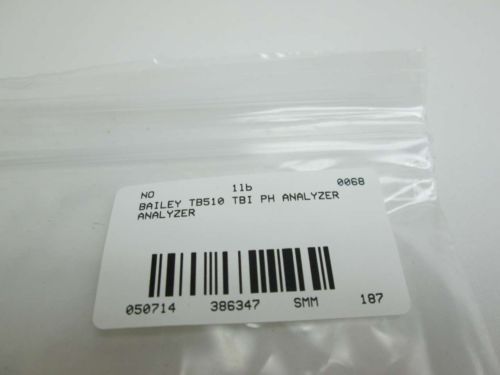 NO 1lb 0068
BAILEY TB510 TBI PH ANALYZER
ANALYZER
050714 386347 SMM 187